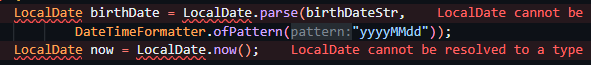 LocalDate birthDate = LocalDate.parse(birthDateStr, LocalDate cannot be
DateTimeFormatter.ofPattern(pattern:"yyyyMMdd"));
LocalDate now = LocalDate.now(); LocalDate cannot be resolved to a type